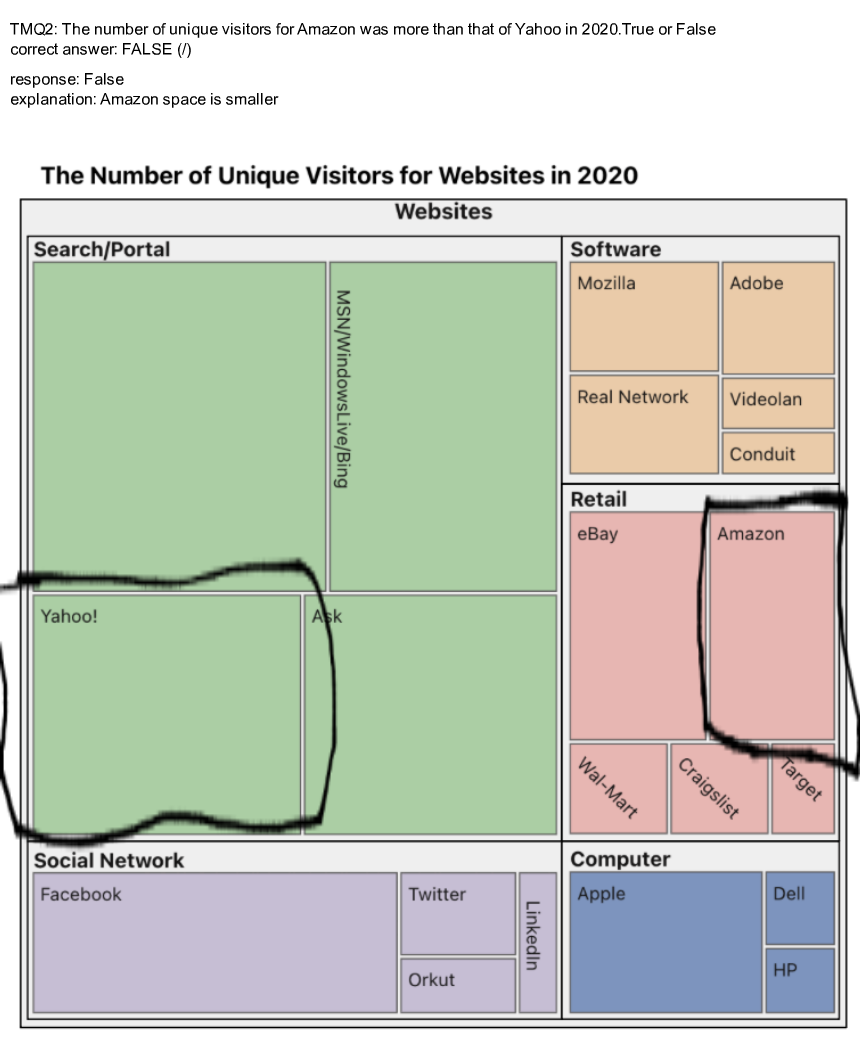 TMQ2: The number of unique visitors for Amazon was more than that of Yahoo in 2020.True or False
correct answer: FALSE (/)
response: False
explanation: Amazon space is smaller
The Number of Unique Visitors for Websites in 2020
Websites
Search/Portal
MSN/WindowsLive/Bing
Yahoo!
Ask
Software
Mozilla
Adobe
Real Network
Videolan
Conduit
Retail
eBay
Amazon
Wal-Mart
Craigslist
Target
Social Network
Facebook
Twitter
LinkedIn
Orkut
Computer
Apple
Dell
HP